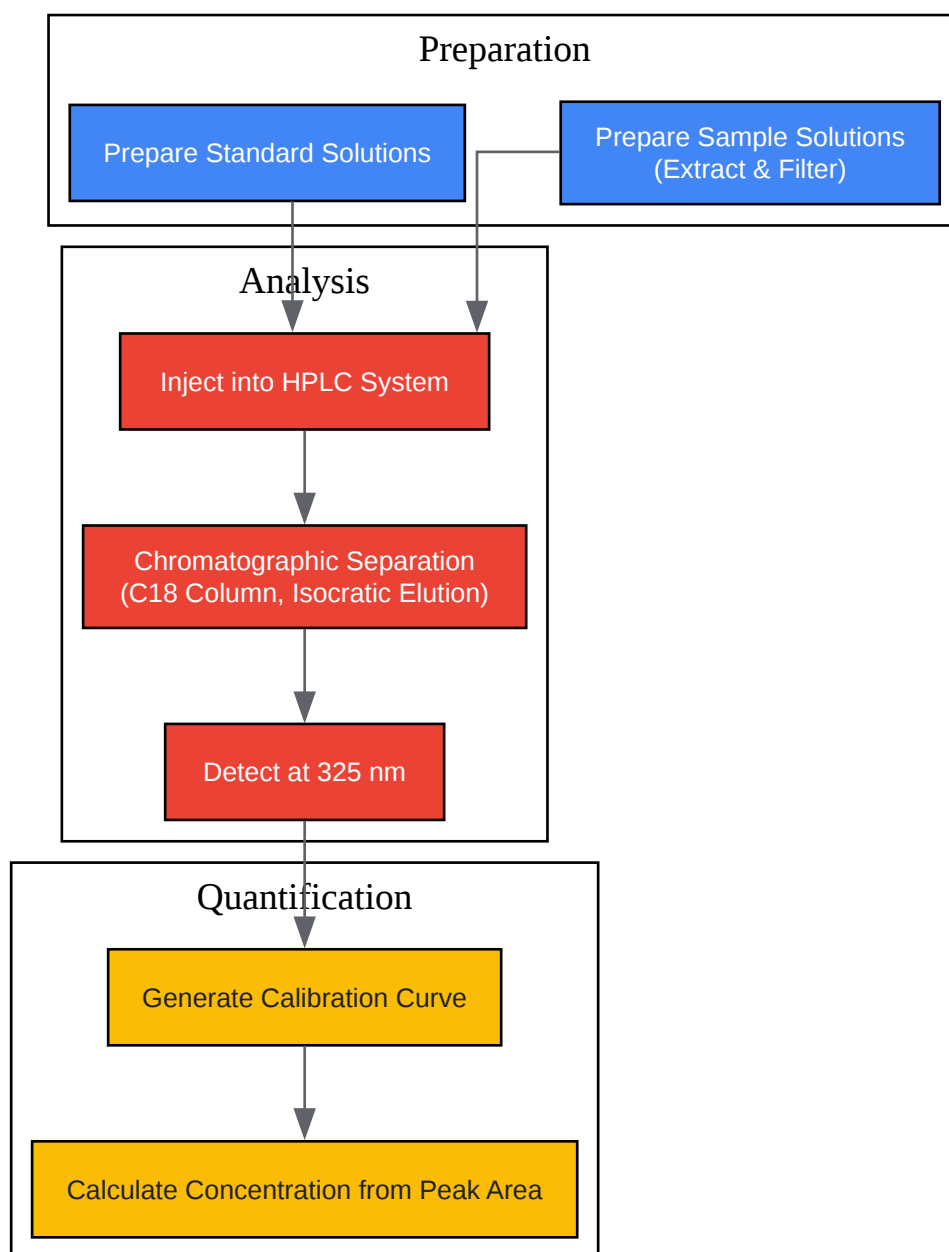 Preparation
Prepare Standard Solutions
Prepare Sample Solutions
(Extract & Filter)
Analysis
Inject into HPLC System
Chromatographic Separation
(C18 Column, Isocratic Elution)
Detect at 325 nm
Quantification
Generate Calibration Curve
Calculate Concentration from Peak Area